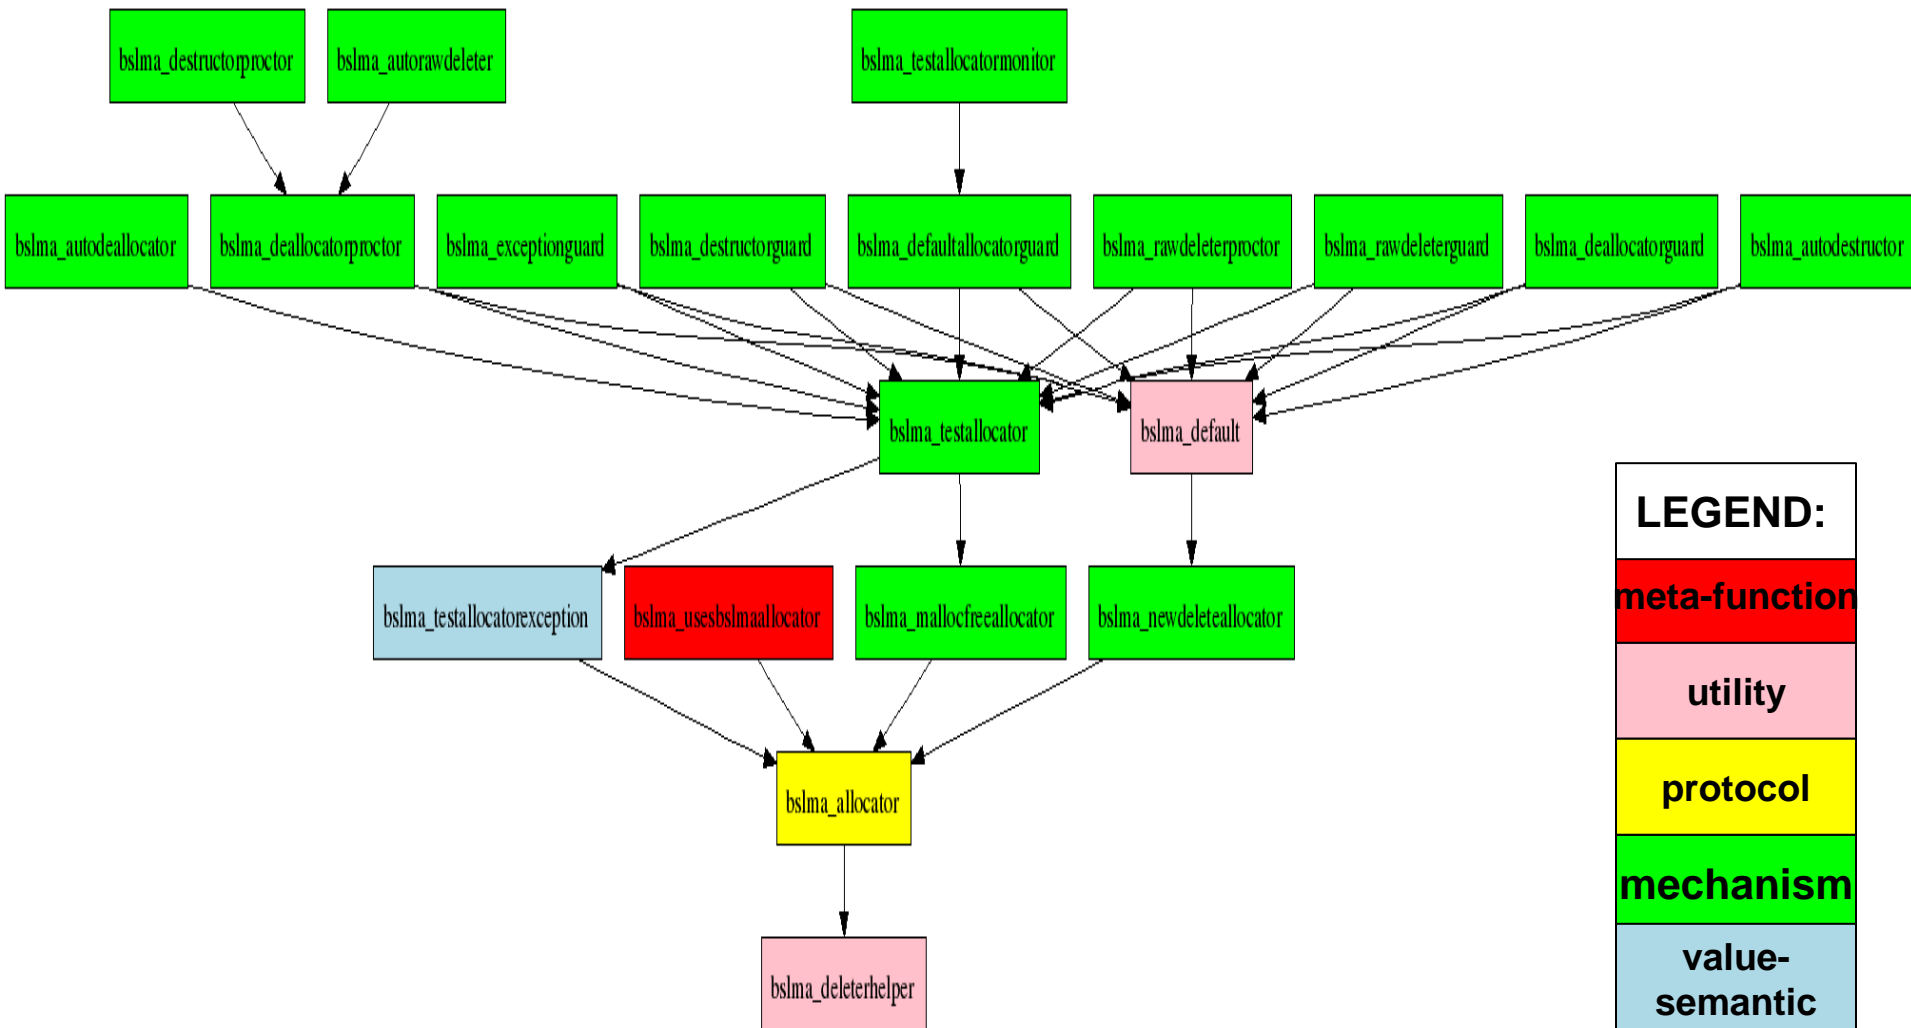 bslma_destructorproctor
bslma_autorawdeleter
bslma_testallocatormonitor
bslma_autodeallocator
bslma_deallocatorproctor
bslma_exceptionguard
bslma_destructorguard
bslma_defaultallocatorguard
bslma_rawdeleterproctor
bslma_rawdeleterguard
bslma_deallocatorguard
bslma_autodestructor
bslma_testallocator
bslma_default
bslma_testallocatorexception
bslma_usesbslmaallocator
bslma_mallocfreeallocator
bslma_newdeleteallocator
bslma_allocator
bslma_deleterhelper
LEGEND:
meta-function
utility
protocol
mechanism
value-
semantic